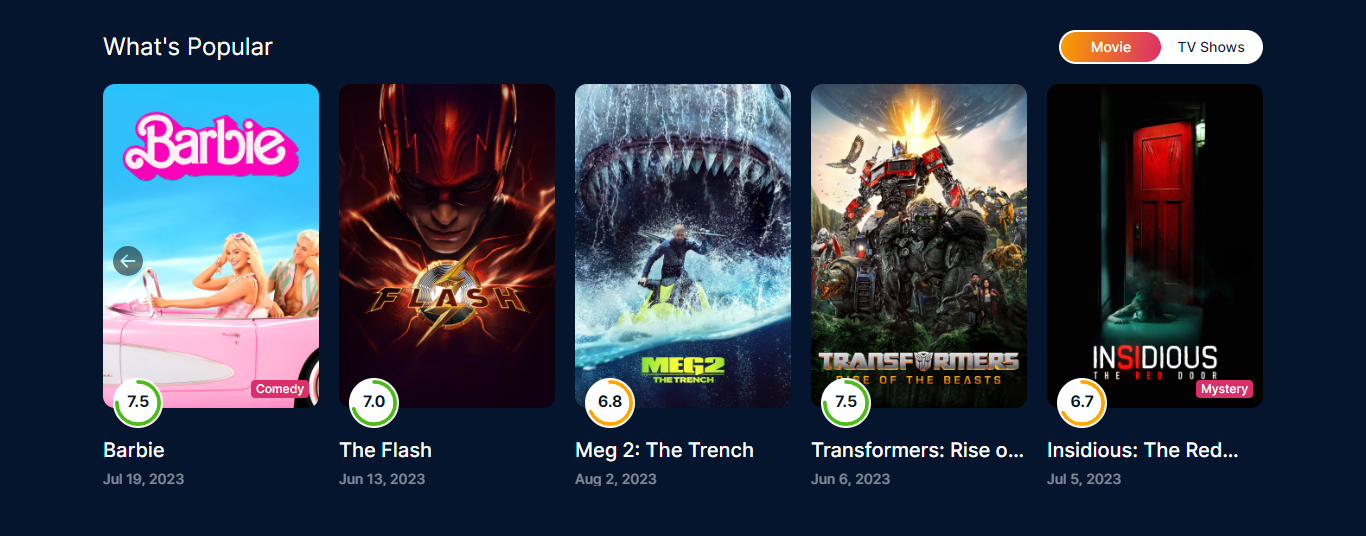 What's Popular
Movie
TV Shows
Barbie
7.5
Comedy
Barbie
Jul 19, 2023
FLASH
7.0
The Flash
Jun 13, 2023
MEG2
THE TRENCH
6.8
Meg 2: The Trench
Aug 2, 2023
TRANSFORMERS
RISE OF THE BEASTS
7.5
Transformers: Rise o...
Jun 6, 2023
INSIDIOUS
THE RED DOOR
6.7
Mystery
Insidious: The Red...
Jul 5, 2023